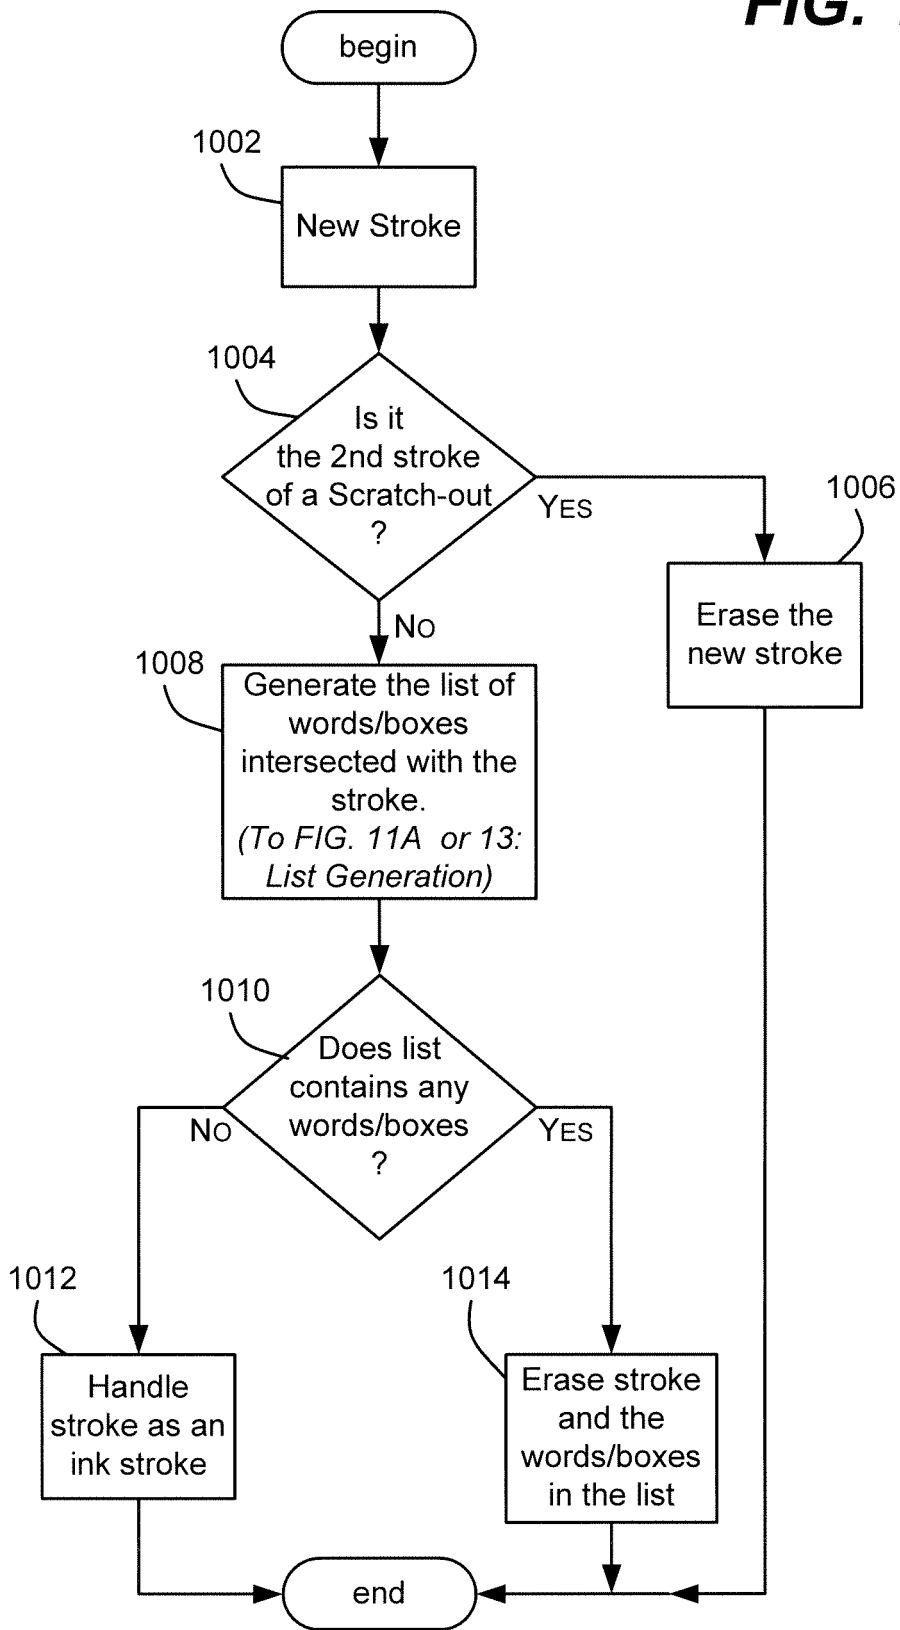 FIG.
begin
1002
New Stroke
1004
Is it
the 2nd stroke
of a Scratch-out
?
YES
1006
Erase the
new stroke
NO
1008
Generate the list of
words/boxes
intersected with the
stroke.
(To FIG. 11A or 13:
List Generation)
1010
Does list
contains any
words/boxes
?
NO
YES
1012
Handle
stroke as an
ink stroke
1014
Erase stroke
and the
words/boxes
in the list
end